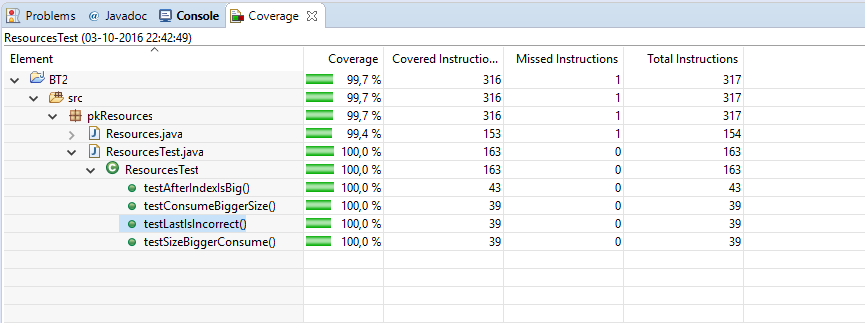 Problems @ Javadoc Console Coverage
ResourcesTest (03-10-2016 22:42:49)
Element Coverage Covered Instructio... Missed Instructions Total Instructions
BT2 99,7 % 316 1 317
src 99,7 % 316 1 317
pkResources 99,7 % 316 1 317
Resources.java 99,4 % 153 1 154
ResourcesTest.java 100,0 % 163 0 163
ResourcesTest 100,0 % 163 0 163
testAfterIndexIsBig() 100,0 % 43 0 43
testConsumeBiggerSize() 100,0 % 39 0 39
testLastIsIncorrect() 100,0 % 39 0 39
testSizeBiggerConsume() 100,0 % 39 0 39